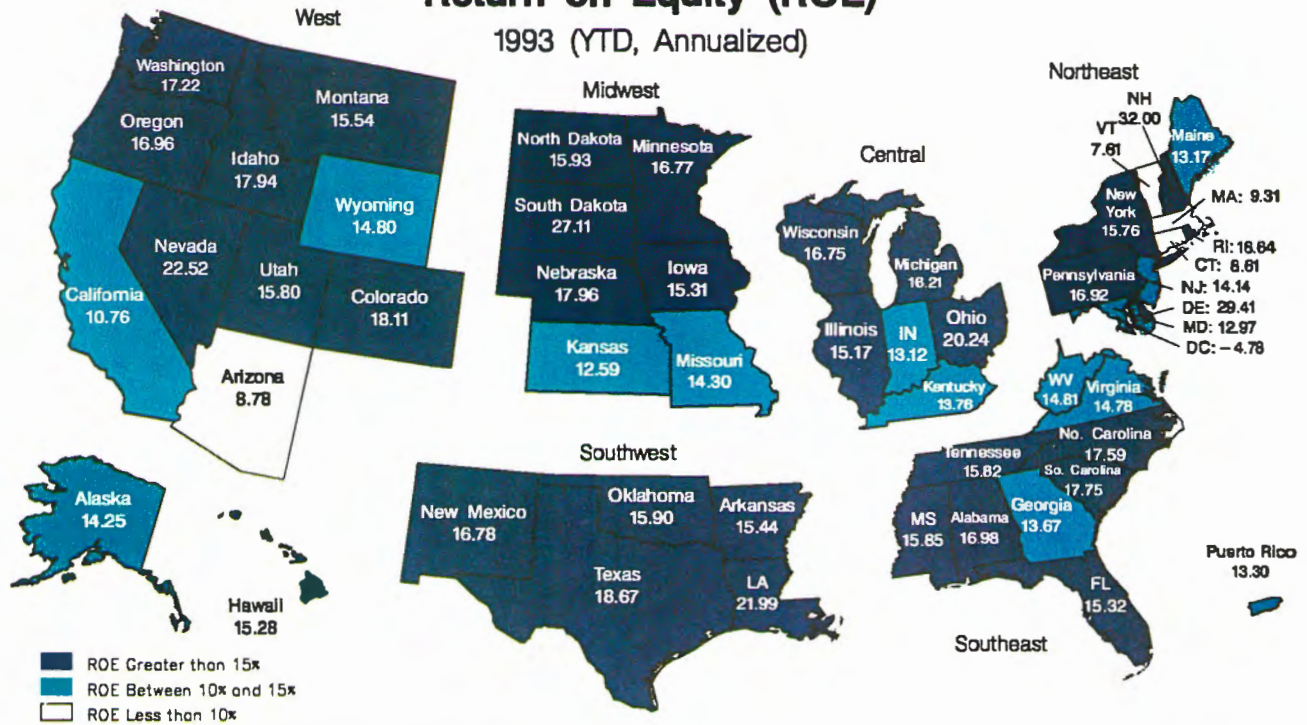 Return on Equity (ROE)
1993 (YTD, Annualized)
West
Washington
17.22
Montana
15.54
Oregon
16.96
Idaho
17.94
Wyoming
14.80
Nevada
22.52
Utah
15.80
Colorado
18.11
California
10.76
Arizona
8.78
Alaska
14.25
Hawaii
15.28
Midwest
North Dakota
15.93
Minnesota
16.77
South Dakota
27.11
Nebraska
17.96
Iowa
15.31
Kansas
12.59
Missouri
14.30
Central
Wisconsin
16.75
Michigan
16.21
Illinois
15.17
IN
13.12
Ohio
20.24
Kentucky
13.76
Northeast
NH
32.00
VT
7.61
Maine
13.17
New
York
15.76
MA: 9.31
RI: 16.64
CT: 8.61
Pennsylvania
16.92
NJ: 14.14
DE: 29.41
MD: 12.97
DC: -4.78
Southwest
New Mexico
16.78
Oklahoma
15.90
Arkansas
15.44
Texas
18.67
LA
21.99
WV
14.81
Virginia
14.78
No. Carolina
17.59
Tennessee
15.82
So. Carolina
17.75
MS
15.85
Alabama
16.98
Georgia
13.67
FL
15.32
Southeast
Puerto Rico
13.30
ROE Greater than 15%
ROE Between 10% and 15%
ROE Less than 10%